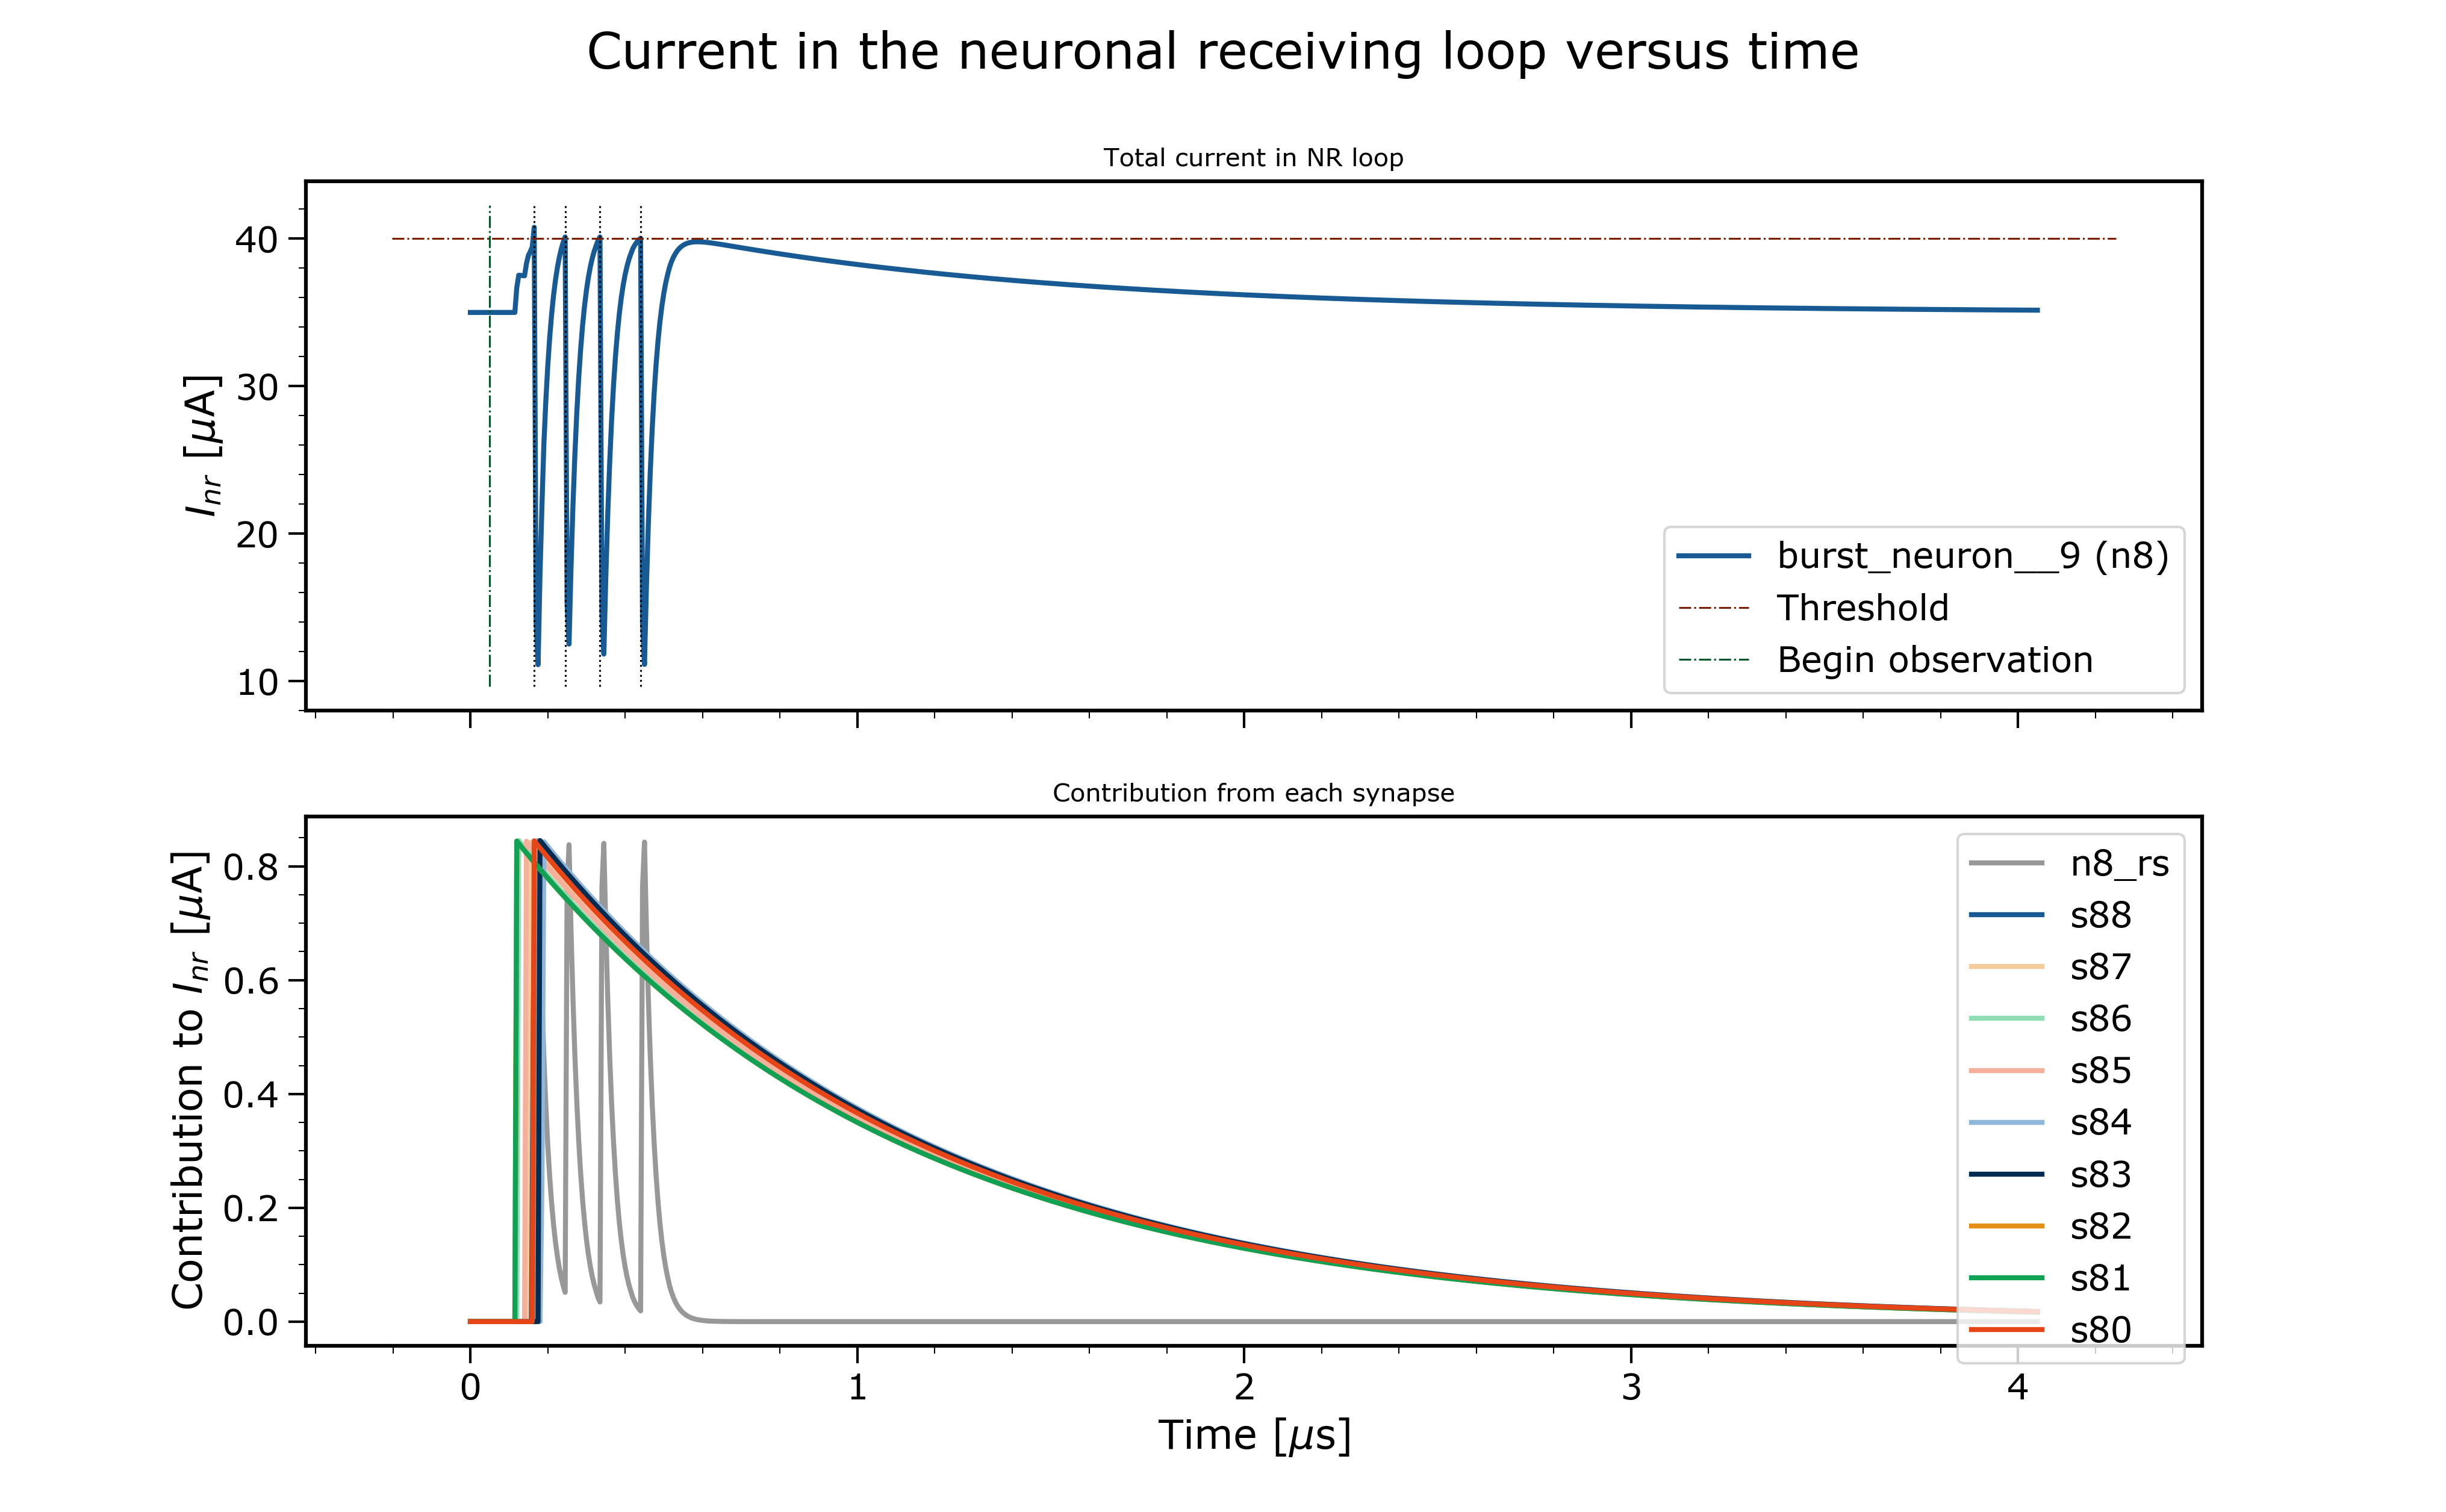 Current in the neuronal receiving loop versus time
Total current in NR loop
40
30
20
10
I_nr [μA]
burst_neuron__9 (n8)
Threshold
Begin observation
Contribution from each synapse
0.8
0.6
0.4
0.2
0.0
Contribution to I_nr [μA]
n8_rs
s88
s87
s86
s85
s84
s83
s82
s81
s80
0 1 2 3 4
Time [μs]